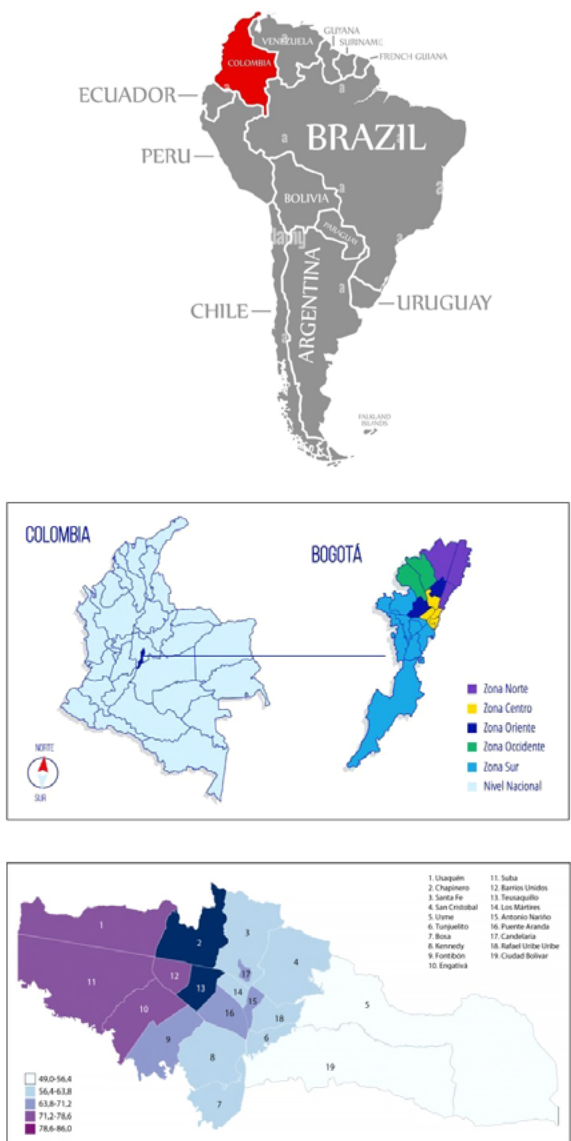 GUYANA
VENEZUELA
SURINAME
FRENCH GUIANA
COLOMBIA
ECUADOR
BRAZIL
PERU
BOLIVIA
PARAGUAY
CHILE
ARGENTINA
URUGUAY
FALKLAND
ISLANDS
COLOMBIA
BOGOTÁ
Zona Norte
Zona Centro
Zona Oriente
Zona Occidente
Zona Sur
Nivel Nacional
NORTE
SUR
1. Usaquén
2. Chapinero
3. Santa Fe
4. San Cristobal
5. Usme
6. Tunjuelito
7. Bosa
8. Kennedy
9. Fontibón
10. Engativá
11. Suba
12. Barrios Unidos
13. Teusaquillo
14. Los Mártires
15. Antonio Nariño
16. Puente Aranda
17. Candelaria
18. Rafael Uribe Uribe
19. Ciudad Bolivar
1
2
3
4
11
12
13
17
14
5
10
16
15
18
9
6
8
19
7
49,0-56,4
56,4-63,8
63,8-71,2
71,2-78,6
78,6-86,0